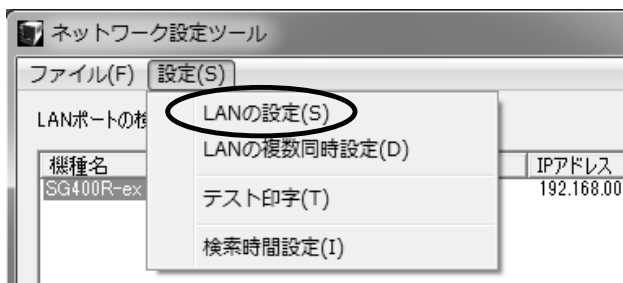 ネットワーク設定ツール
ファイル(F) 設定(S)
LANポートの検
LANの設定(S)
LANの複数同時設定(D)
テスト印字(T)
検索時間設定(I)
機種名 IPアドレス
SG400R-ex 192.168.00